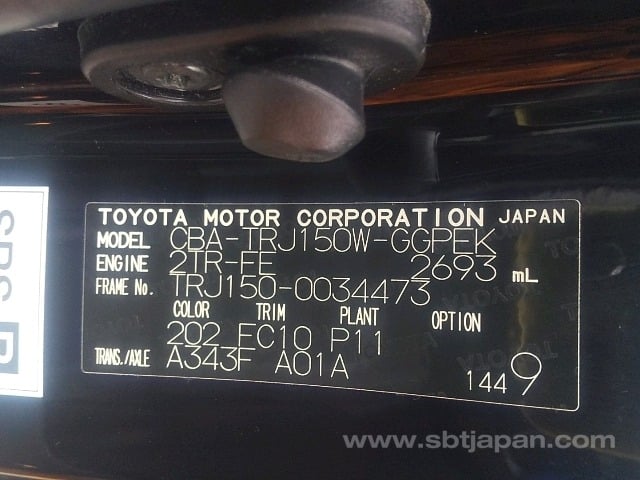 TOYOTA MOTOR CORPORATION JAPAN
MODEL CBA-TRJ150W-GGPEK
ENGINE 2TR-FE 2693 mL
FRAME No. TRJ150-0034473
COLOR TRIM PLANT OPTION
202 FC10 P11
TRANS./AXLE A343F A01A
1449
SRS R
www.sbtjapan.com